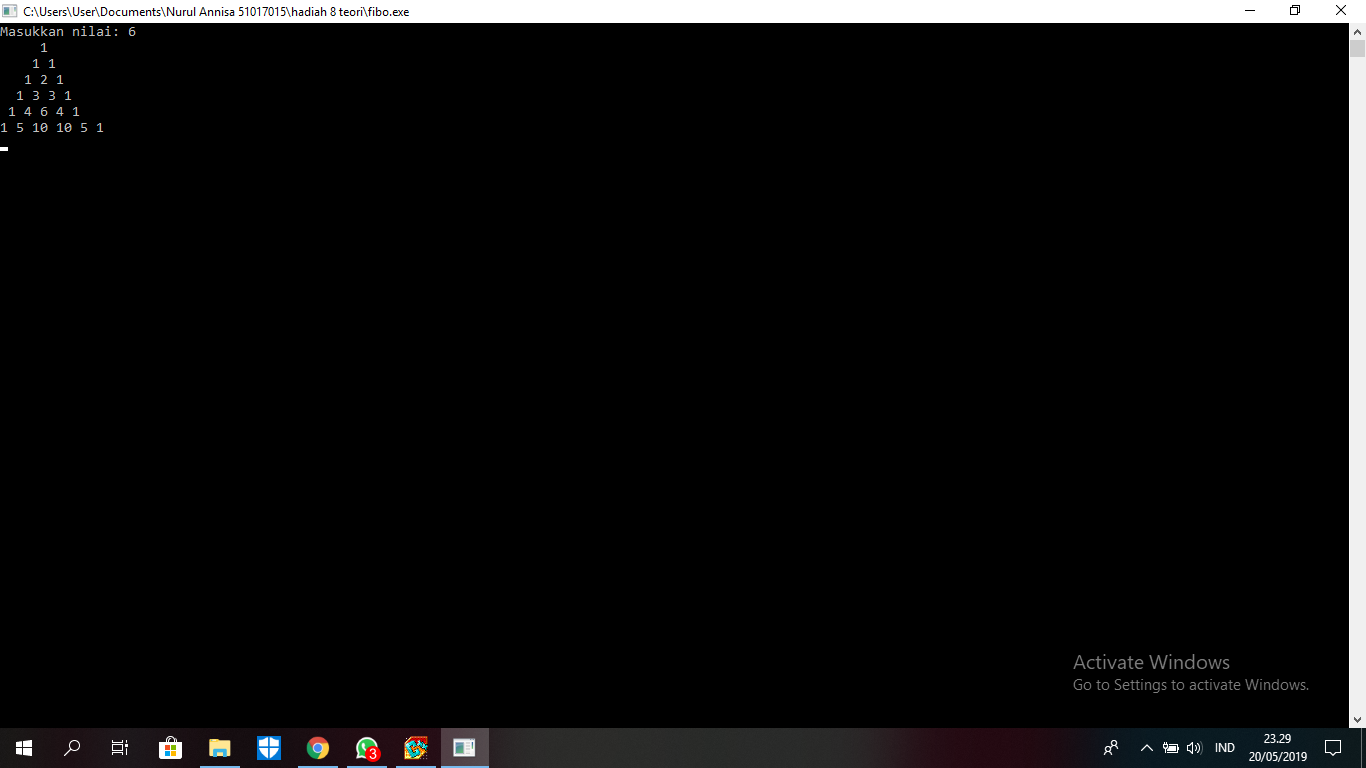 C:\Users\User\Documents\Nurul Annisa 51017015\hadiah 8 teori\fibo.exe
Masukkan nilai: 6
1
1 1
1 2 1
1 3 3 1
1 4 6 4 1
1 5 10 10 5 1
Activate Windows
Go to Settings to activate Windows.
3
IND
23.29
20/05/2019